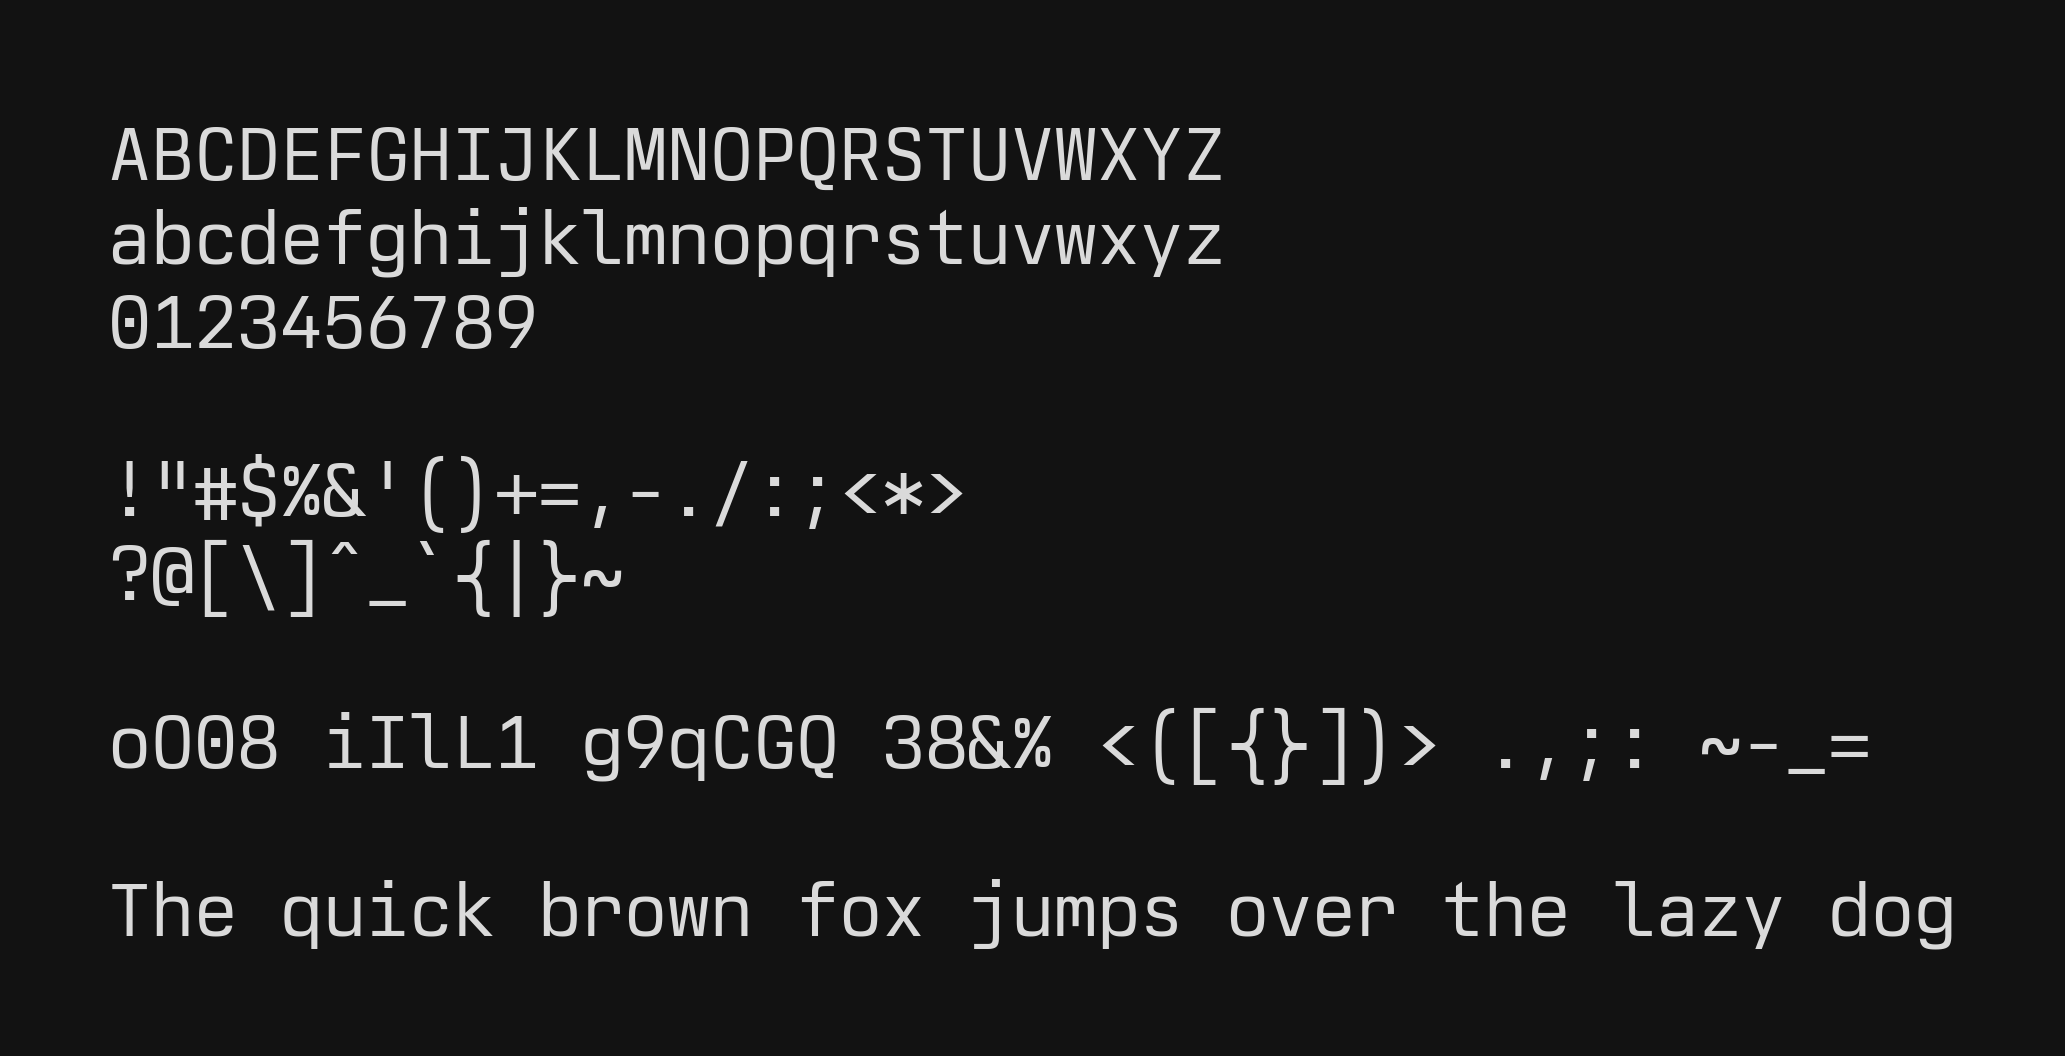 ABCDEFGHIJKLMNOPQRSTUVWXYZ
abcdefghijklmnopqrstuvwxyz
0123456789
!"#$%&'()+=,-./:;<*>
?@[\]^_`{|}~
oO08 iIlL1 g9qCGQ 38&% <([{}])> .,;: ~-_=
The quick brown fox jumps over the lazy dog